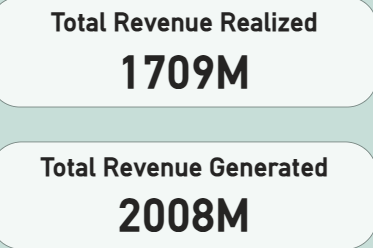 Total Revenue Realized
1709M
Total Revenue Generated
2008M